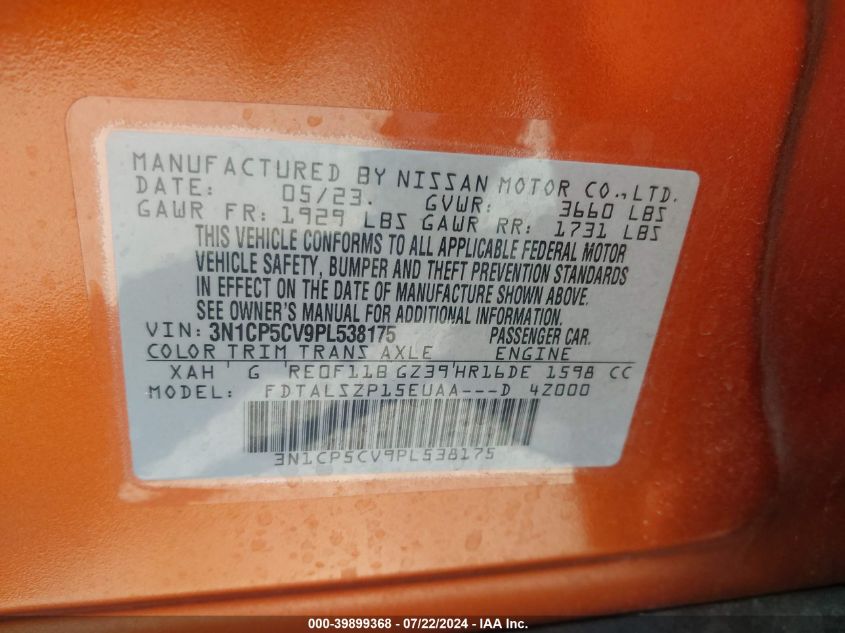 MANUFACTURED BY NISSAN MOTOR CO.,LTD.
DATE: 05/23. GVWR: 3660 LBS
GAWR FR: 1929 LBS GAWR RR: 1731 LBS
THIS VEHICLE CONFORMS TO ALL APPLICABLE FEDERAL MOTOR
VEHICLE SAFETY, BUMPER AND THEFT PREVENTION STANDARDS
IN EFFECT ON THE DATE OF MANUFACTURE SHOWN ABOVE.
SEE OWNER'S MANUAL FOR ADDITIONAL INFORMATION.
VIN: 3N1CP5CV9PL538175 PASSENGER CAR.
COLOR TRIM TRANS AXLE ENGINE
XAH G RE0F11B GZ39 HR16DE 1598 CC
MODEL: FDTALSZP15EUAA---D 4Z000
3N1CP5CV9PL538175
000-39899368 - 07/22/2024 - IAA Inc.